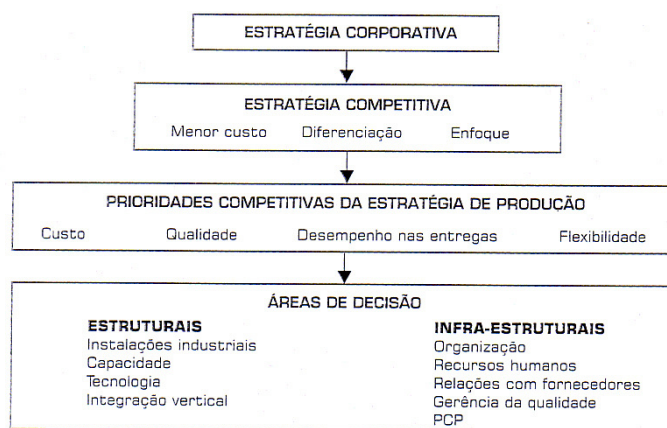 ESTRATÉGIA CORPORATIVA
ESTRATÉGIA COMPETITIVA
Menor custo Diferenciação Enfoque
PRIORIDADES COMPETITIVAS DA ESTRATÉGIA DE PRODUÇÃO
Custo Qualidade Desempenho nas entregas Flexibilidade
ÁREAS DE DECISÃO
ESTRUTURAIS
Instalações industriais
Capacidade
Tecnologia
Integração vertical
INFRA-ESTRUTURAIS
Organização
Recursos humanos
Relações com fornecedores
Gerência da qualidade
PCP